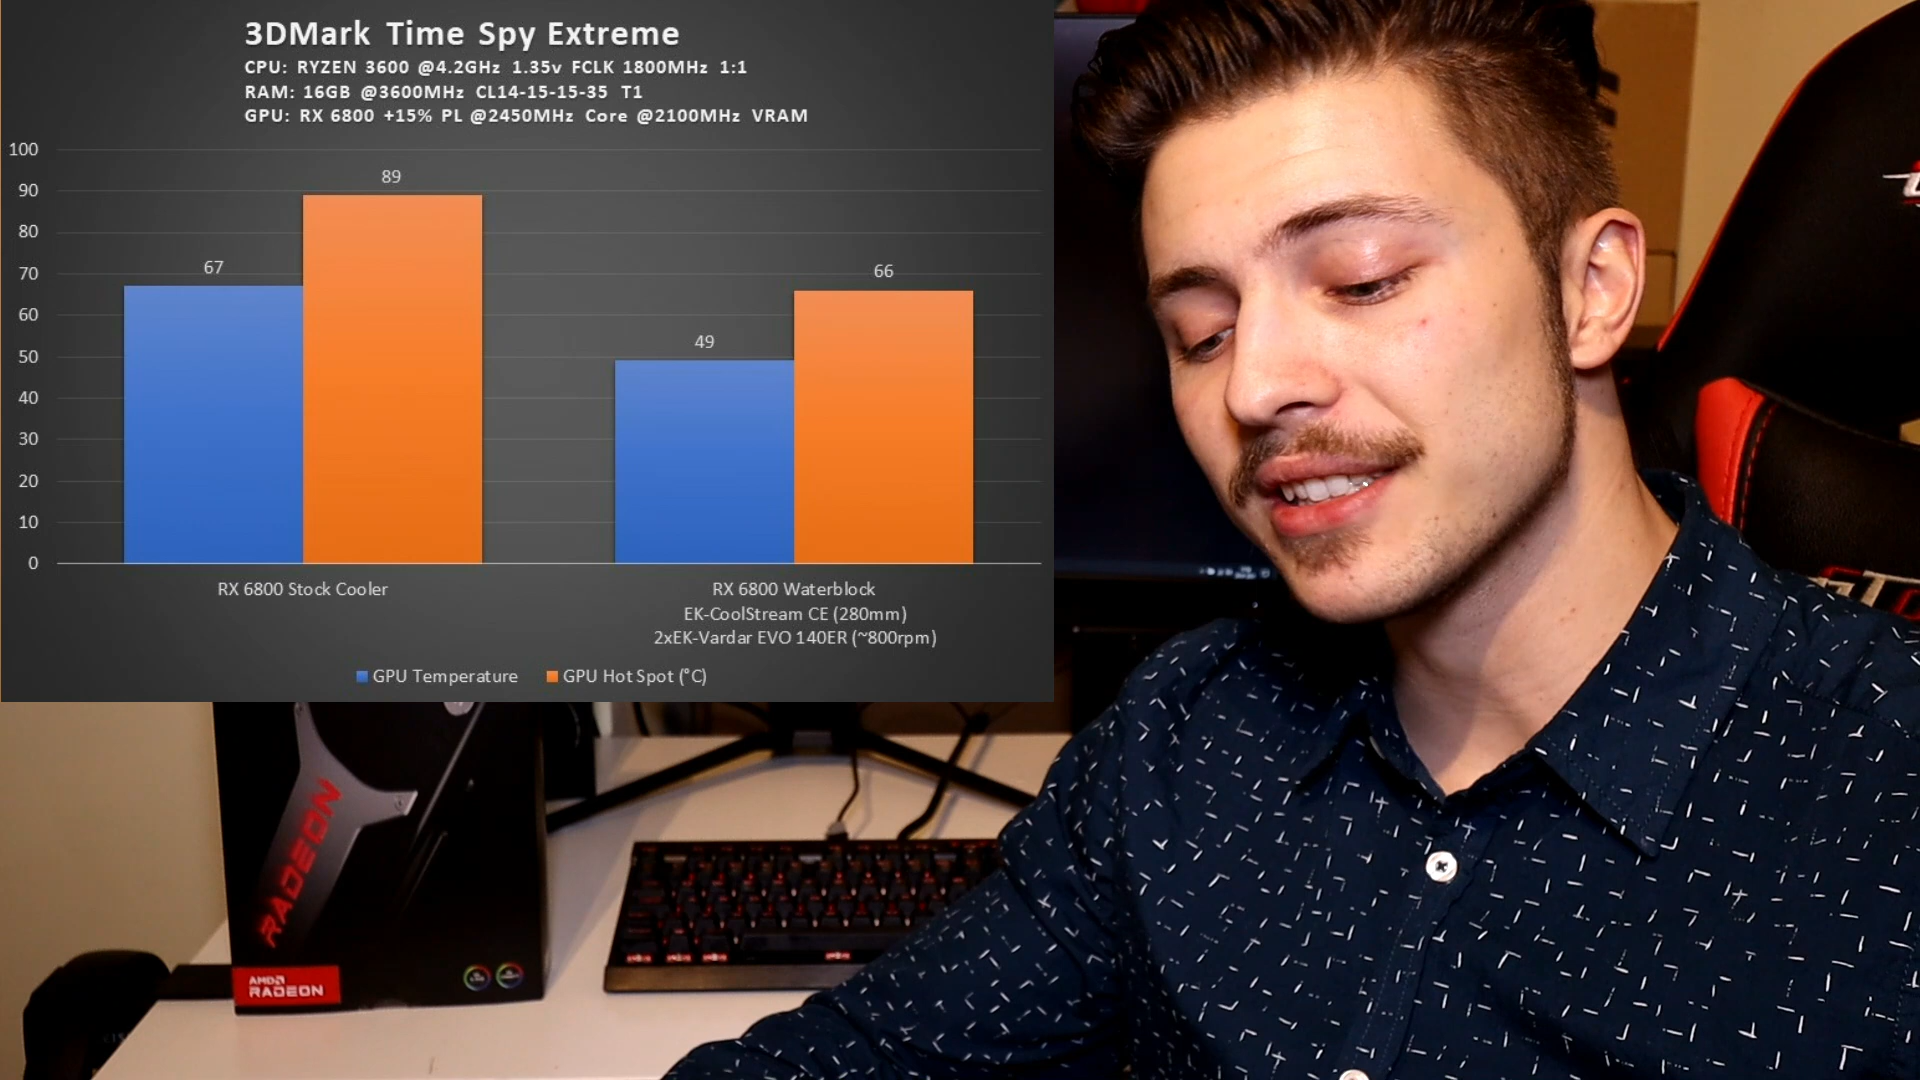 3DMark Time Spy Extreme
CPU: RYZEN 3600 @4.2GHz 1.35v FCLK 1800MHz 1:1
RAM: 16GB @3600MHz CL14-15-15-35 T1
GPU: RX 6800 +15% PL @2450MHz Core @2100MHz VRAM
100
90
80
70
60
50
40
30
20
10
0
67
89
49
66
RX 6800 Stock Cooler
RX 6800 Waterblock
EK-CoolStream CE (280mm)
2xEK-Vardar EVO 140ER (~800rpm)
GPU Temperature
GPU Hot Spot (°C)
RADEON
AMD
RADEON